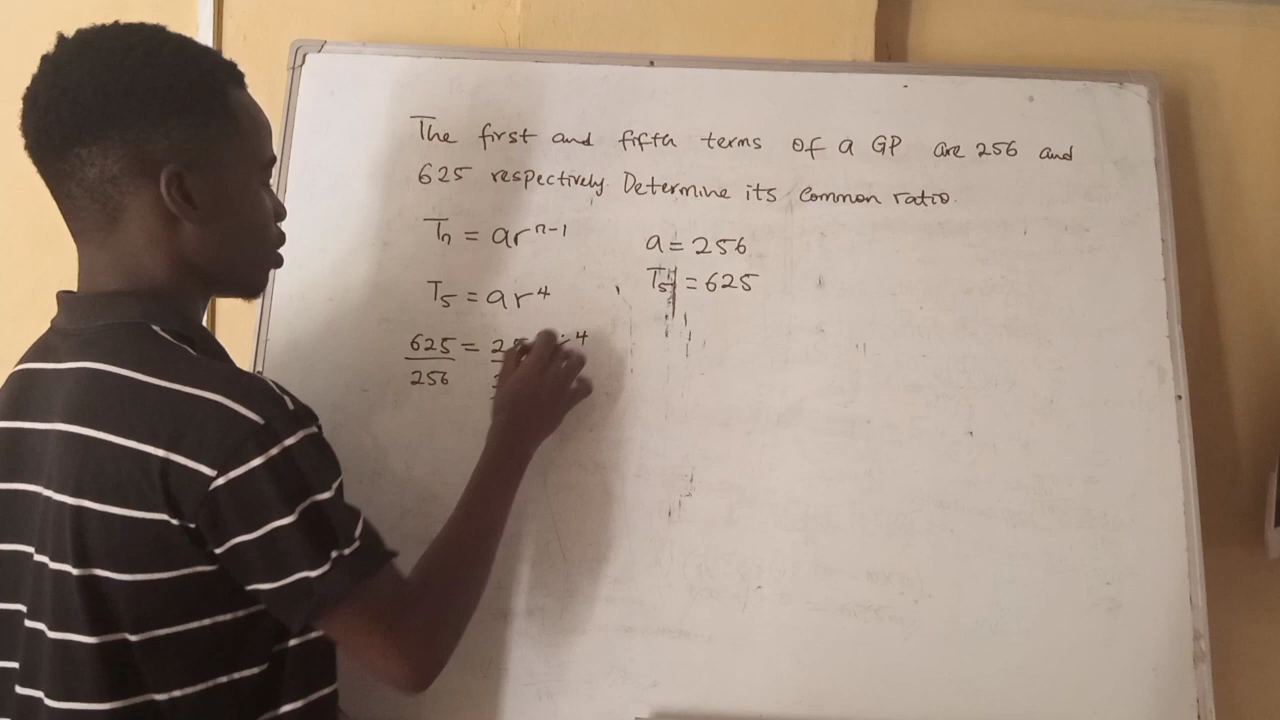 The first and fifth terms of a GP are 256 and
625 respectively. Determine its common ratio.
Tn = ar^n-1
a = 256
T5 = ar^4
T5 = 625
625/256 =